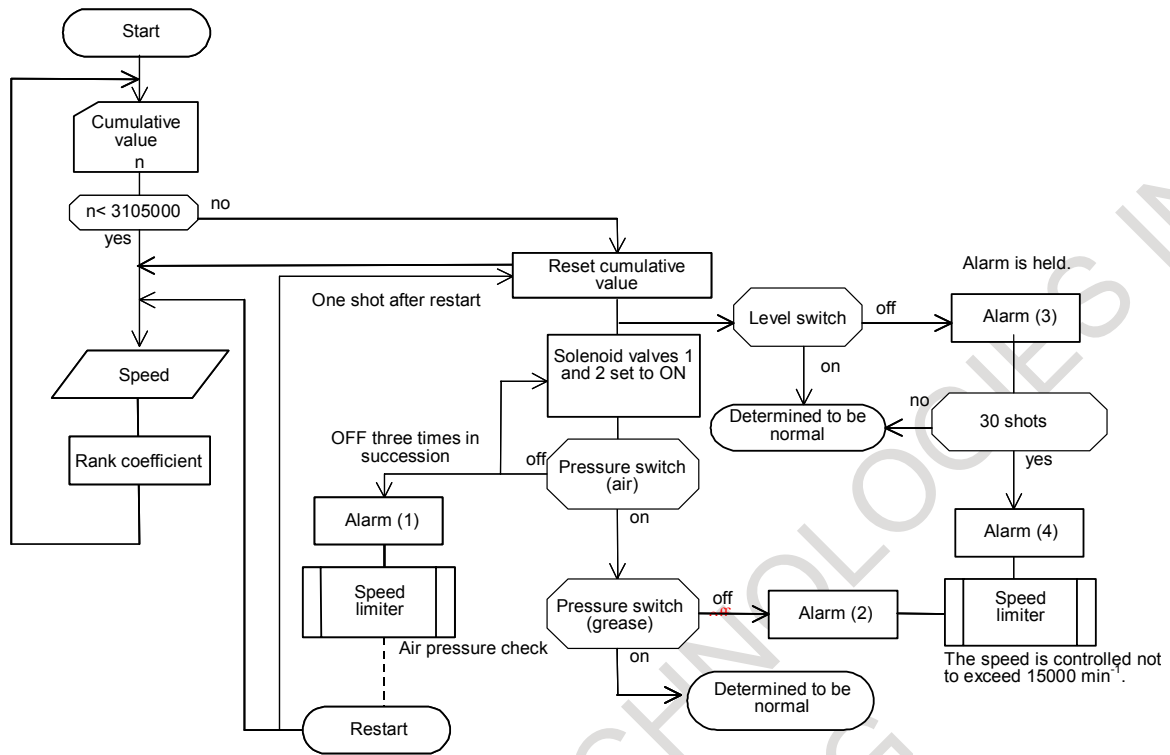 Start
Cumulative
value
n
n< 3105000
no
yes
Reset cumulative
value
One shot after restart
Alarm is held.
Level switch
off
Alarm (3)
on
Speed
Solenoid valves 1
and 2 set to ON
Determined to be
normal
no
30 shots
yes
Rank coefficient
OFF three times in
succession
off
Pressure switch
(air)
on
Alarm (1)
Alarm (4)
Speed
limiter
Pressure switch
(grease)
off
off
Alarm (2)
Speed
limiter
Air pressure check
on
The speed is controlled not
to exceed 15000 min⁻¹.
Restart
Determined to be
normal